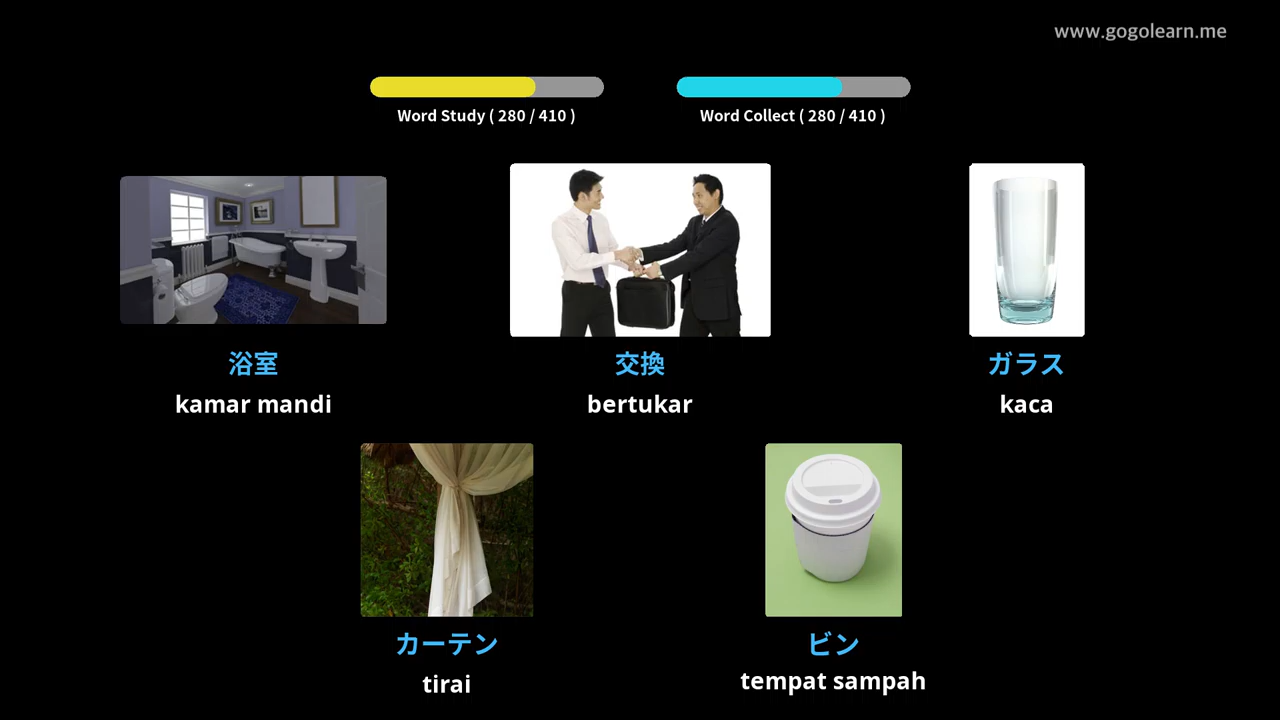 www.gogolearn.me
Word Study ( 280 / 410 )
Word Collect ( 280 / 410 )
浴室
kamar mandi
交換
bertukar
ガラス
kaca
カーテン
tirai
ビン
tempat sampah